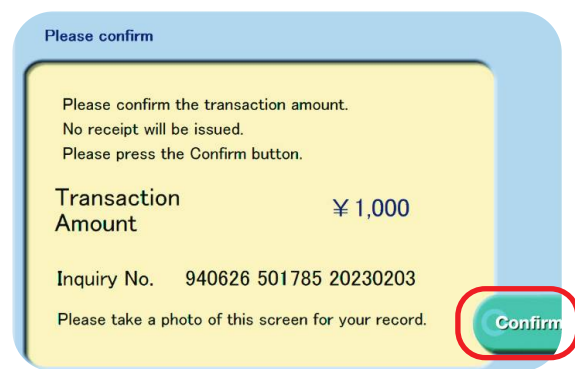 Please confirm
Please confirm the transaction amount.
No receipt will be issued.
Please press the Confirm button.
Transaction
Amount
¥ 1,000
Inquiry No. 940626 501785 20230203
Please take a photo of this screen for your record.
Confirm